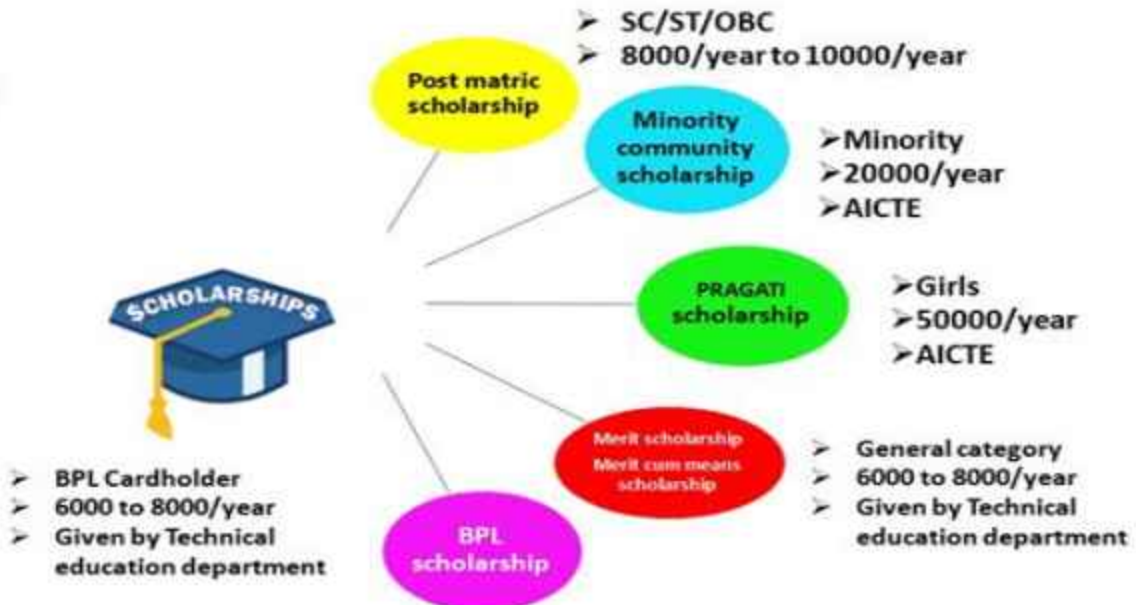 ➢ SC/ST/OBC
➢ 8000/year to 10000/year
Post matric
scholarship
Minority
community
scholarship
➢Minority
➢20000/year
➢AICTE
PRAGATI
scholarship
➢Girls
➢50000/year
➢AICTE
SCHOLARSHIPS
Merit scholarship
Merit cum means
scholarship
➢ General category
➢ 6000 to 8000/year
➢ Given by Technical
education department
BPL
scholarship
➢ BPL Cardholder
➢ 6000 to 8000/year
➢ Given by Technical
education department